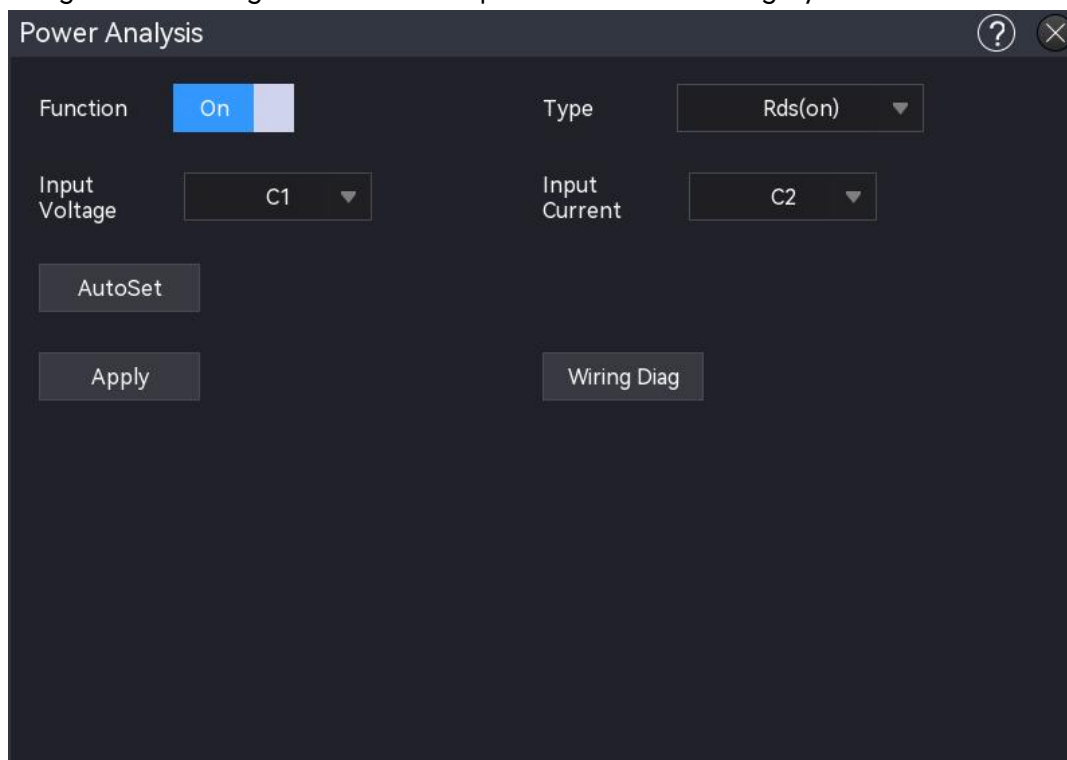 Power Analysis ?
Function On Type Rds(on)
Input Voltage C1 Input Current C2
AutoSet
Apply Wiring Diag